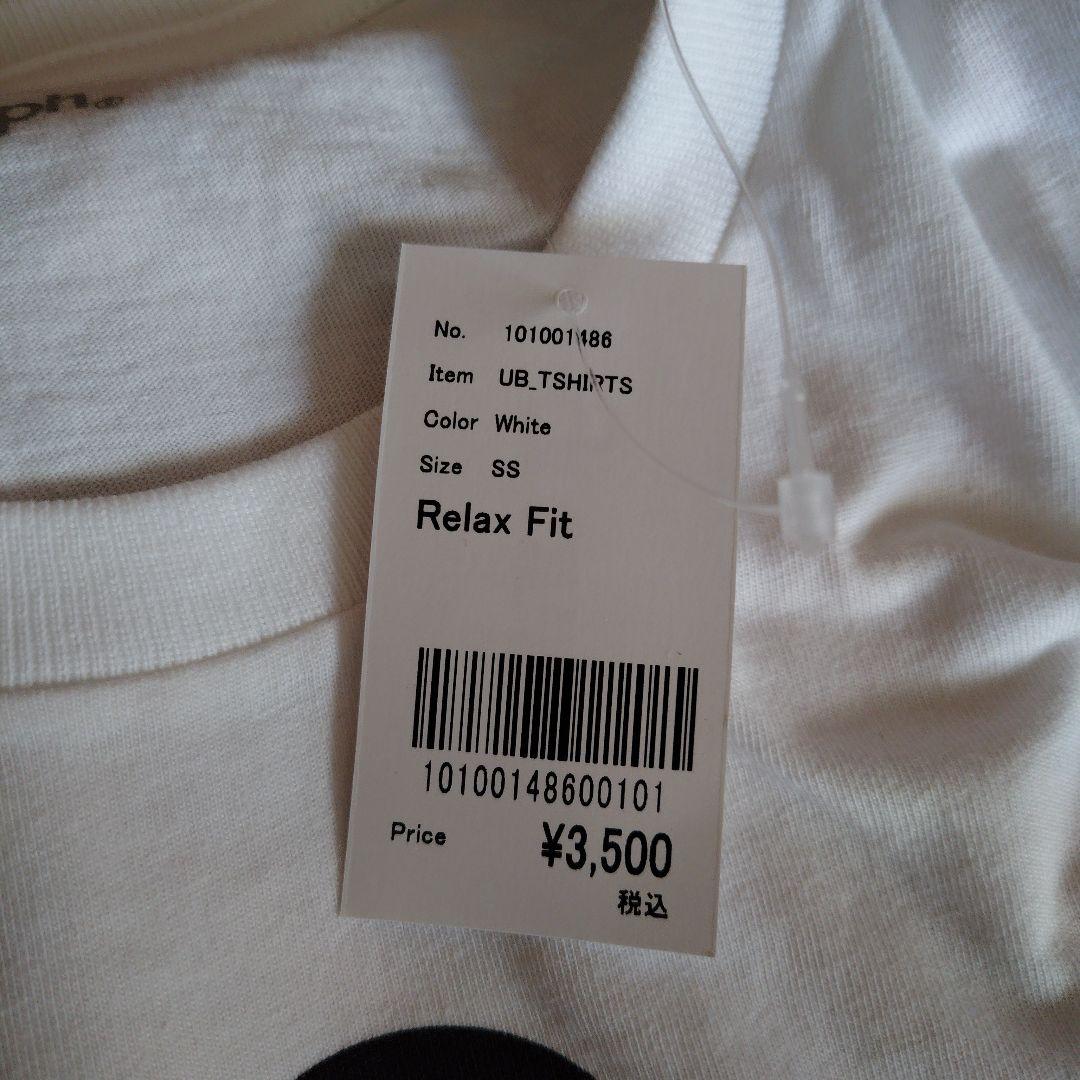 No. 101001486
Item UB_TSHIRTS
Color White
Size SS
Relax Fit
10100148600101
Price ¥3,500
税込